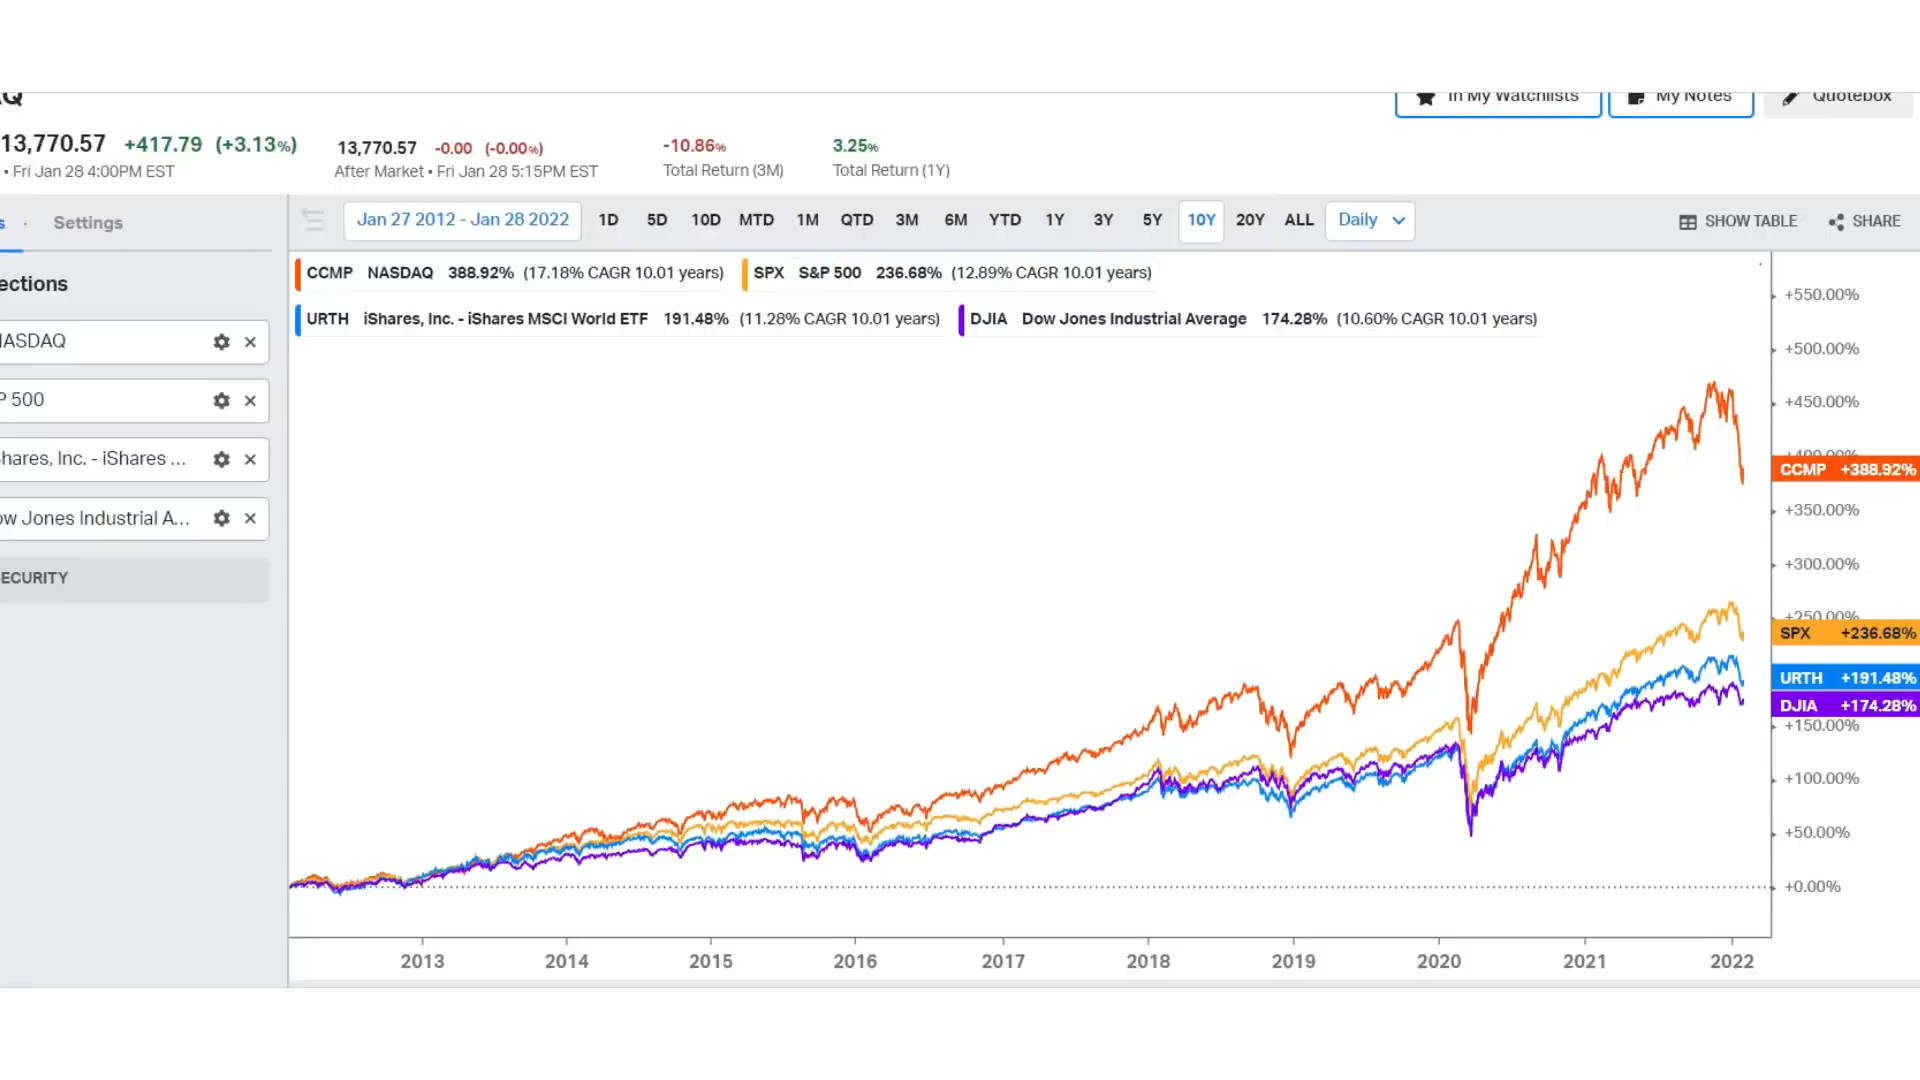 In My Watchlists My Notes Quotebox
13,770.57 +417.79 (+3.13%)
• Fri Jan 28 4:00PM EST
13,770.57 -0.00 (-0.00%)
After Market • Fri Jan 28 5:15PM EST
-10.86%
Total Return (3M)
3.25%
Total Return (1Y)
Settings
Jan 27 2012 - Jan 28 2022 1D 5D 10D MTD 1M QTD 3M 6M YTD 1Y 3Y 5Y 10Y 20Y ALL Daily SHOW TABLE SHARE
ections
ASDAQ
P 500
hares, Inc. - iShares ...
ow Jones Industrial A...
ECURITY
CCMP NASDAQ 388.92% (17.18% CAGR 10.01 years) SPX S&P 500 236.68% (12.89% CAGR 10.01 years)
URTH iShares, Inc. - iShares MSCI World ETF 191.48% (11.28% CAGR 10.01 years) DJIA Dow Jones Industrial Average 174.28% (10.60% CAGR 10.01 years)
+550.00%
+500.00%
+450.00%
+400.00%
CCMP +388.92%
+350.00%
+300.00%
+250.00%
SPX +236.68%
URTH +191.48%
DJIA +174.28%
+150.00%
+100.00%
+50.00%
+0.00%
2013 2014 2015 2016 2017 2018 2019 2020 2021 2022